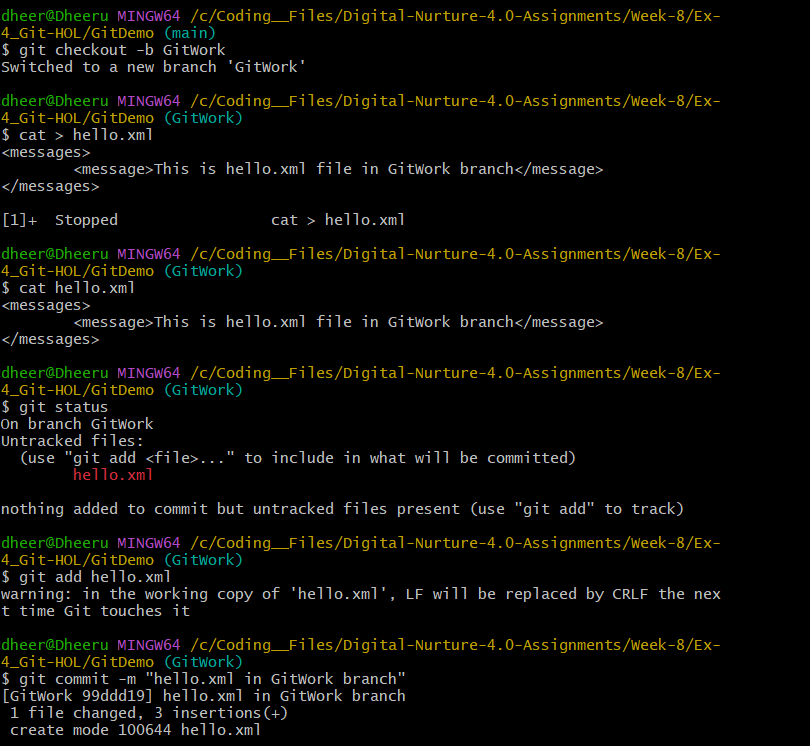 dheer@Dheeru MINGW64 /c/Coding__Files/Digital-Nurture-4.0-Assignments/Week-8/Ex-
4_Git-HOL/GitDemo (main)
$ git checkout -b GitWork
Switched to a new branch 'GitWork'

dheer@Dheeru MINGW64 /c/Coding__Files/Digital-Nurture-4.0-Assignments/Week-8/Ex-
4_Git-HOL/GitDemo (GitWork)
$ cat > hello.xml
<messages>
        <message>This is hello.xml file in GitWork branch</message>
</messages>

[1]+  Stopped                 cat > hello.xml

dheer@Dheeru MINGW64 /c/Coding__Files/Digital-Nurture-4.0-Assignments/Week-8/Ex-
4_Git-HOL/GitDemo (GitWork)
$ cat hello.xml
<messages>
        <message>This is hello.xml file in GitWork branch</message>
</messages>

dheer@Dheeru MINGW64 /c/Coding__Files/Digital-Nurture-4.0-Assignments/Week-8/Ex-
4_Git-HOL/GitDemo (GitWork)
$ git status
On branch GitWork
Untracked files:
  (use "git add <file>..." to include in what will be committed)
        hello.xml

nothing added to commit but untracked files present (use "git add" to track)

dheer@Dheeru MINGW64 /c/Coding__Files/Digital-Nurture-4.0-Assignments/Week-8/Ex-
4_Git-HOL/GitDemo (GitWork)
$ git add hello.xml
warning: in the working copy of 'hello.xml', LF will be replaced by CRLF the nex
t time Git touches it

dheer@Dheeru MINGW64 /c/Coding__Files/Digital-Nurture-4.0-Assignments/Week-8/Ex-
4_Git-HOL/GitDemo (GitWork)
$ git commit -m "hello.xml in GitWork branch"
[GitWork 99ddd19] hello.xml in GitWork branch
 1 file changed, 3 insertions(+)
 create mode 100644 hello.xml